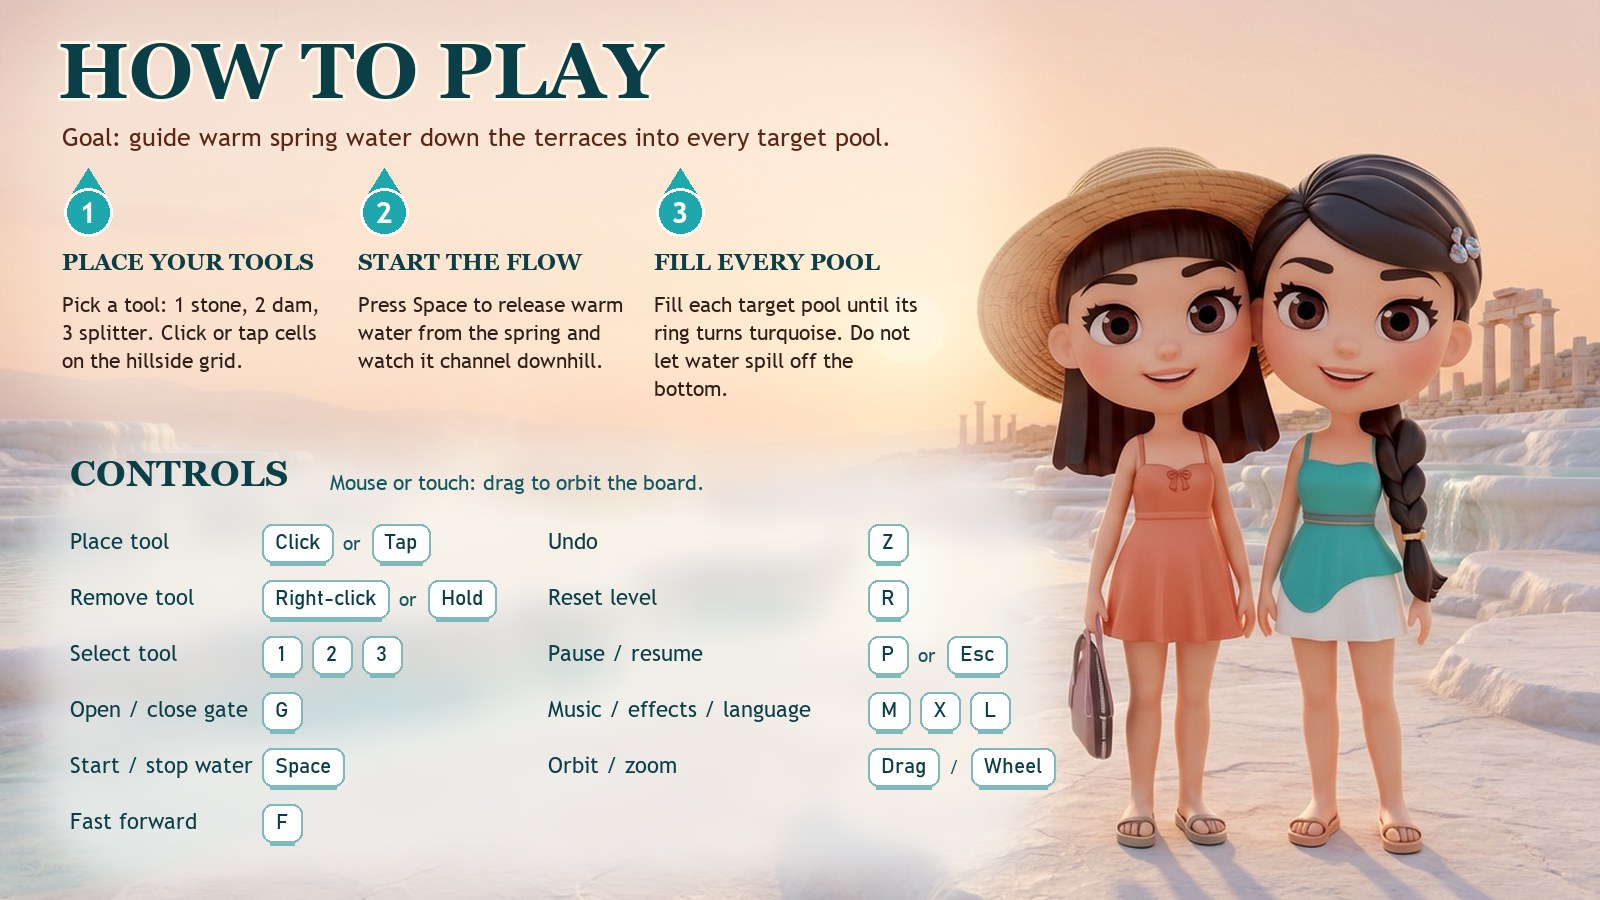 HOW TO PLAY
Goal: guide warm spring water down the terraces into every target pool.
1
PLACE YOUR TOOLS
Pick a tool: 1 stone, 2 dam,
3 splitter. Click or tap cells
on the hillside grid.
2
START THE FLOW
Press Space to release warm
water from the spring and
watch it channel downhill.
3
FILL EVERY POOL
Fill each target pool until its
ring turns turquoise. Do not
let water spill off the
bottom.
CONTROLS
Mouse or touch: drag to orbit the board.
Place tool Click or Tap
Remove tool Right-click or Hold
Select tool 1 2 3
Open / close gate G
Start / stop water Space
Fast forward F
Undo Z
Reset level R
Pause / resume P or Esc
Music / effects / language M X L
Orbit / zoom Drag / Wheel